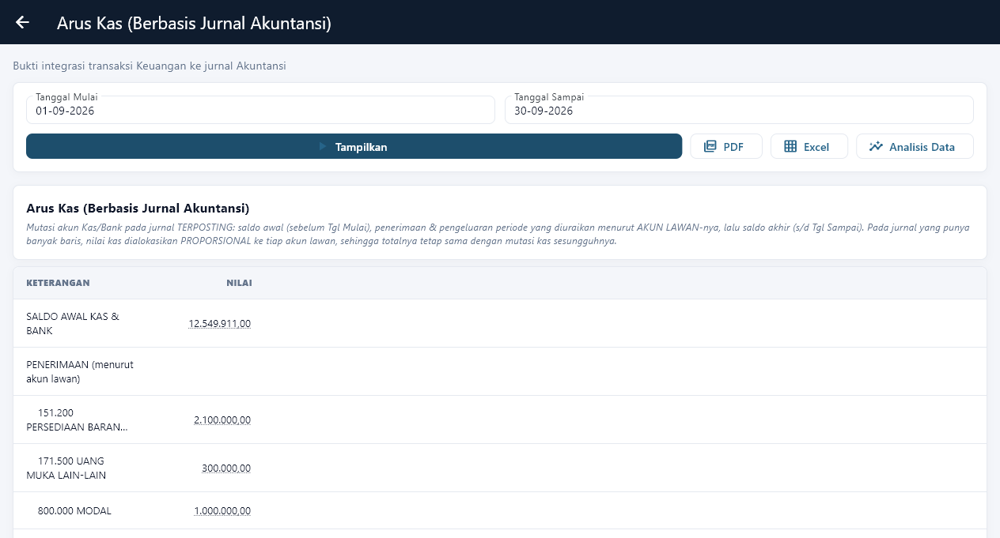 Arus Kas (Berbasis Jurnal Akuntansi)
Bukti integrasi transaksi Keuangan ke jurnal Akuntansi
Tanggal Mulai
01-09-2026
Tanggal Sampai
30-09-2026
Tampilkan
PDF
Excel
Analisis Data
Arus Kas (Berbasis Jurnal Akuntansi)
Mutasi akun Kas/Bank pada jurnal TERPOSTING: saldo awal (sebelum Tgl Mulai), penerimaan & pengeluaran periode yang diuraikan menurut AKUN LAWAN-nya, lalu saldo akhir (s/d Tgl Sampai). Pada jurnal yang punya
banyak baris, nilai kas dialokasikan PROPORSIONAL ke tiap akun lawan, sehingga totalnya tetap sama dengan mutasi kas sesungguhnya.
KETERANGAN NILAI
SALDO AWAL KAS &
BANK
12.549.911,00
PENERIMAAN (menurut
akun lawan)
151.200
PERSEDIAAN BARAN...
2.100.000,00
171.500 UANG
MUKA LAIN-LAIN
300.000,00
800.000 MODAL 1.000.000,00